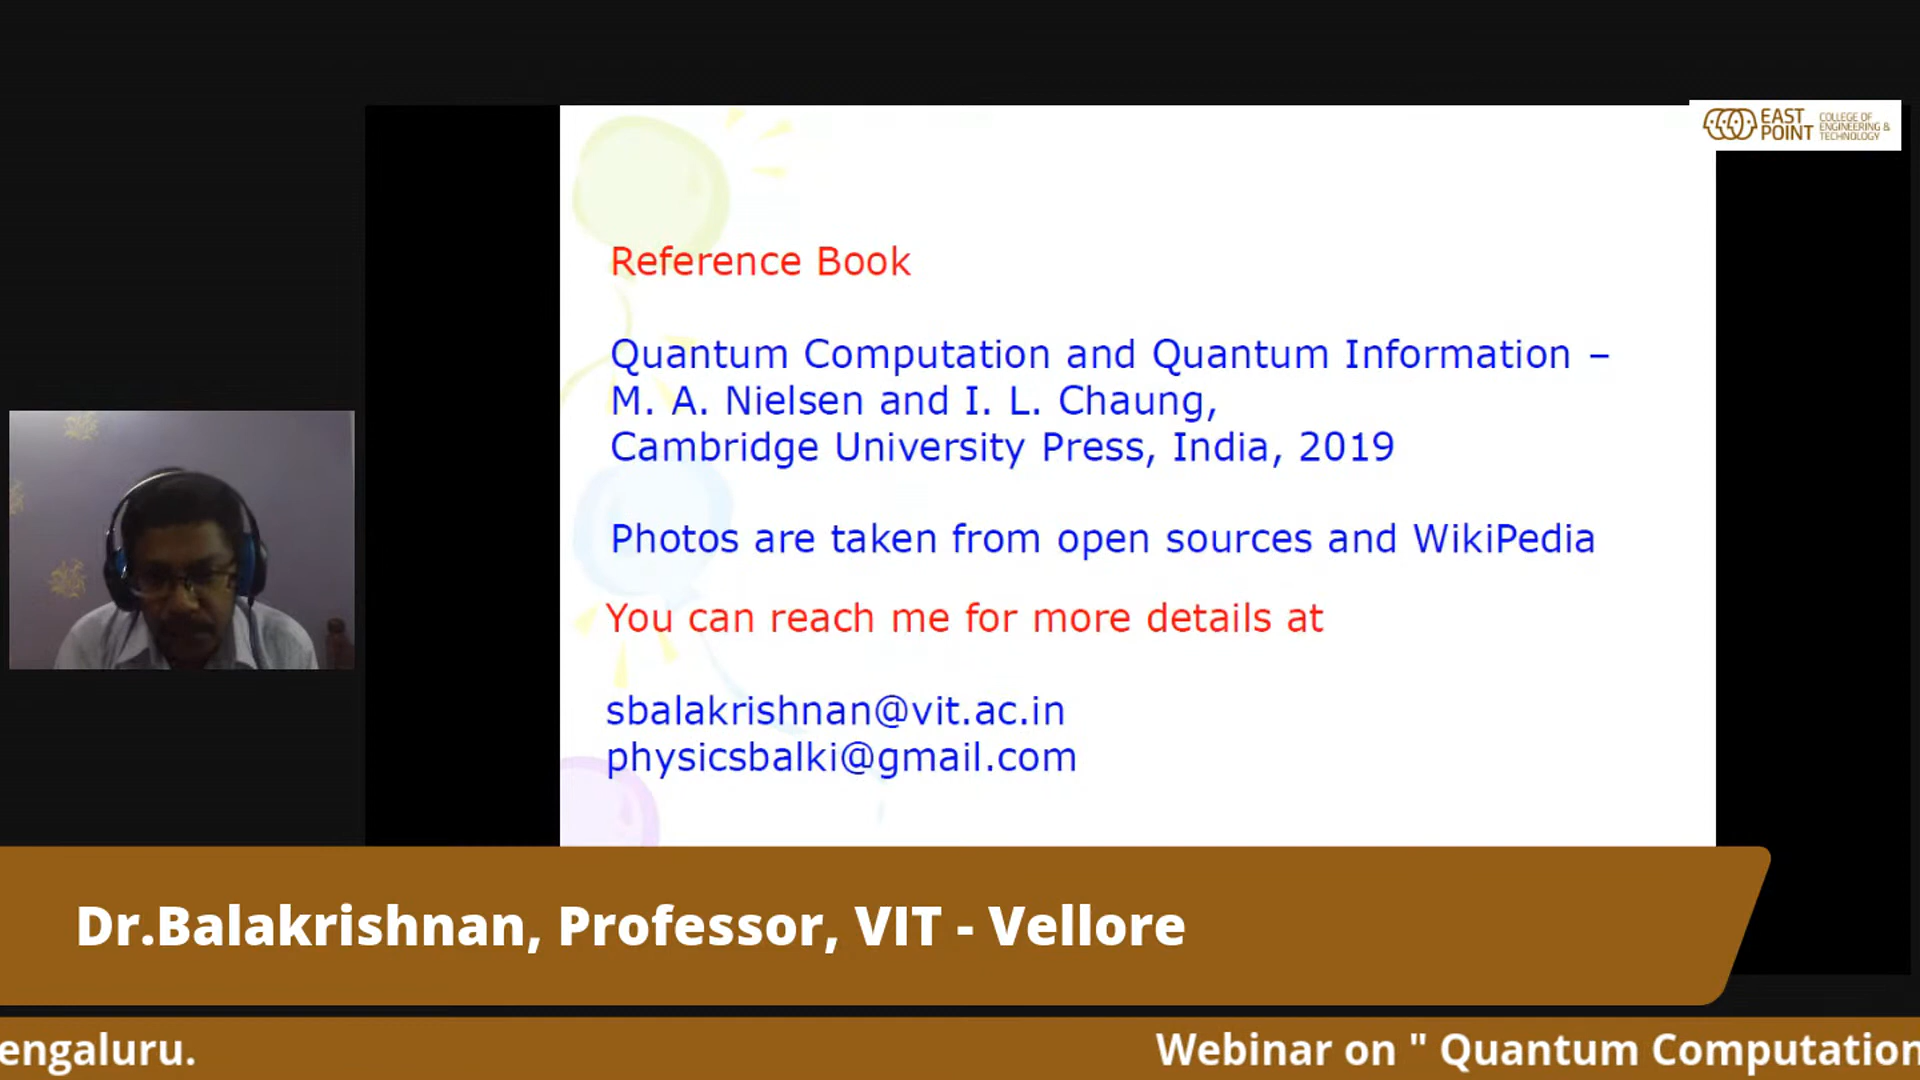 EAST
POINT
COLLEGE OF
ENGINEERING &
TECHNOLOGY
Reference Book
Quantum Computation and Quantum Information –
M. A. Nielsen and I. L. Chaung,
Cambridge University Press, India, 2019
Photos are taken from open sources and WikiPedia
You can reach me for more details at
sbalakrishnan@vit.ac.in
physicsbalki@gmail.com
Dr.Balakrishnan, Professor, VIT - Vellore
engaluru.
Webinar on " Quantum Computation